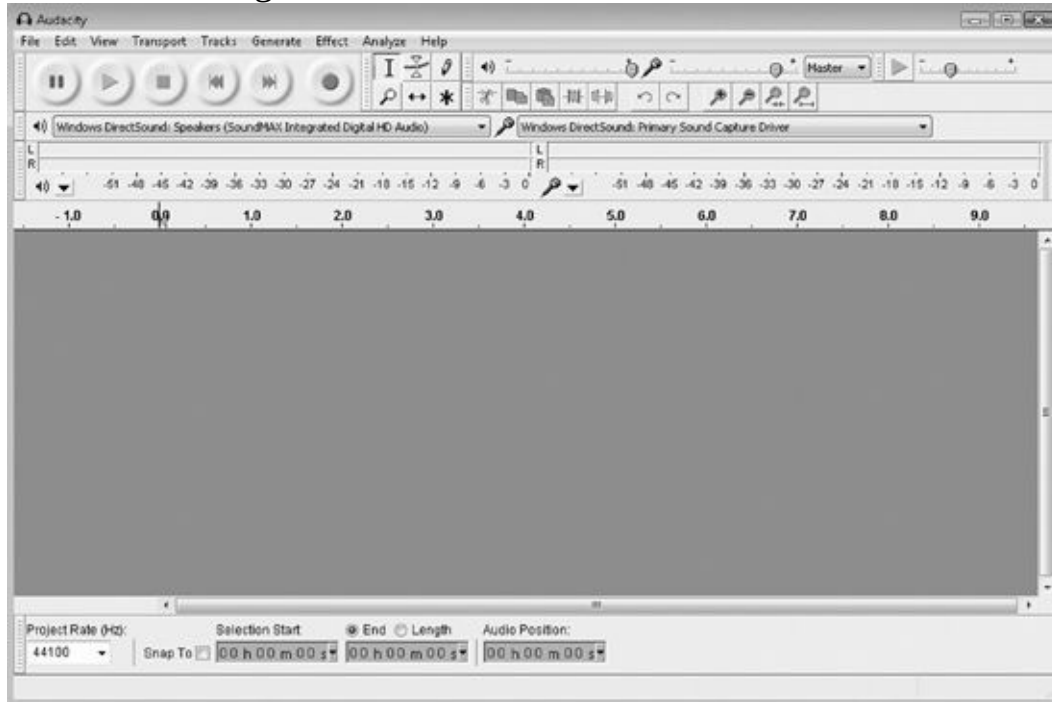 Audacity
File Edit View Transport Tracks Generate Effect Analyze Help
Master
Windows DirectSound: Speakers (SoundMAX Integrated Digital HD Audio) Windows DirectSound: Primary Sound Capture Driver
L L
R R
-51 -48 -45 -42 -39 -36 -33 -30 -27 -24 -21 -18 -15 -12 -9 -6 -3 0 -51 -48 -45 -42 -39 -36 -33 -30 -27 -24 -21 -18 -15 -12 -9 -6 -3 0
- 1.0 0.0 1.0 2.0 3.0 4.0 5.0 6.0 7.0 8.0 9.0
Project Rate (Hz): Selection Start: End Length Audio Position:
44100 Snap To 00 h 00 m 00 s 00 h 00 m 00 s 00 h 00 m 00 s